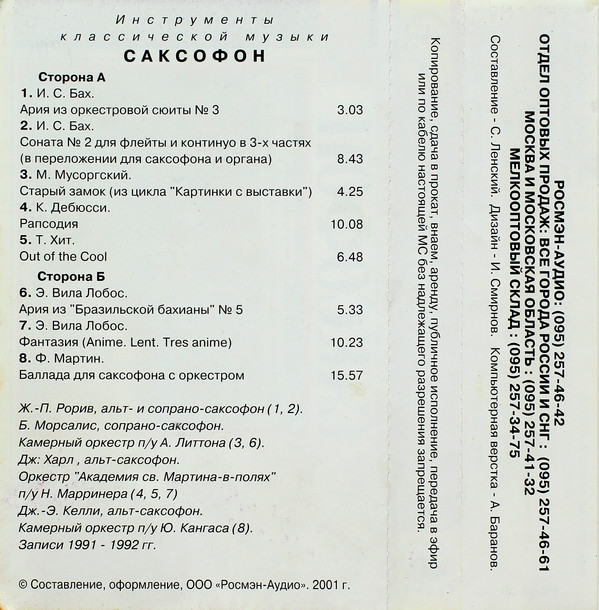 Инструменты
классической музыки
САКСОФОН
Сторона А
1. И. С. Бах.
Ария из оркестровой сюиты № 3 3.03
2. И. С. Бах.
Соната № 2 для флейты и континуо в 3-х частях
(в переложении для саксофона и органа) 8.43
3. М. Мусоргский.
Старый замок (из цикла "Картинки с выставки") 4.25
4. К. Дебюсси.
Рапсодия 10.08
5. Т. Хит.
Out of the Cool 6.48
Сторона Б
6. Э. Вила Лобос.
Ария из "Бразильской бахианы" № 5 5.33
7. Э. Вила Лобос.
Фантазия (Anime. Lent. Tres anime) 10.23
8. Ф. Мартин.
Баллада для саксофона с оркестром 15.57
Ж.-П. Рорив, альт- и сопрано-саксофон (1, 2).
Б. Морсалис, сопрано-саксофон.
Камерный оркестр п/у А. Литтона (3, 6).
Дж: Харл , альт-саксофон.
Оркестр "Академия св. Мартина-в-полях"
п/у Н. Марринера (4, 5, 7)
Дж.-Э. Келли, альт-саксофон.
Камерный оркестр п/у Ю. Кангаса (8).
Записи 1991 - 1992 гг.
© Составление, оформление, ООО «Росмэн-Аудио». 2001 г.
Копирование, сдача в прокат, внаем, аренду, публичное исполнение, передача в эфир
или по кабелю настоящей МС без надлежащего разрешения запрещается.
РОСМЭН-АУДИО: (095) 257-46-42
ОТДЕЛ ОПТОВЫХ ПРОДАЖ: ВСЕ ГОРОДА РОССИИ И СНГ : (095) 257-46-61
МОСКВА И МОСКОВСКАЯ ОБЛАСТЬ : (095) 257-41-32
МЕЛКООПТОВЫЙ СКЛАД : (095) 257-34-75
Составление - С. Ленский. Дизайн - И. Смирнов. Компьютерная верстка - А. Баранов.